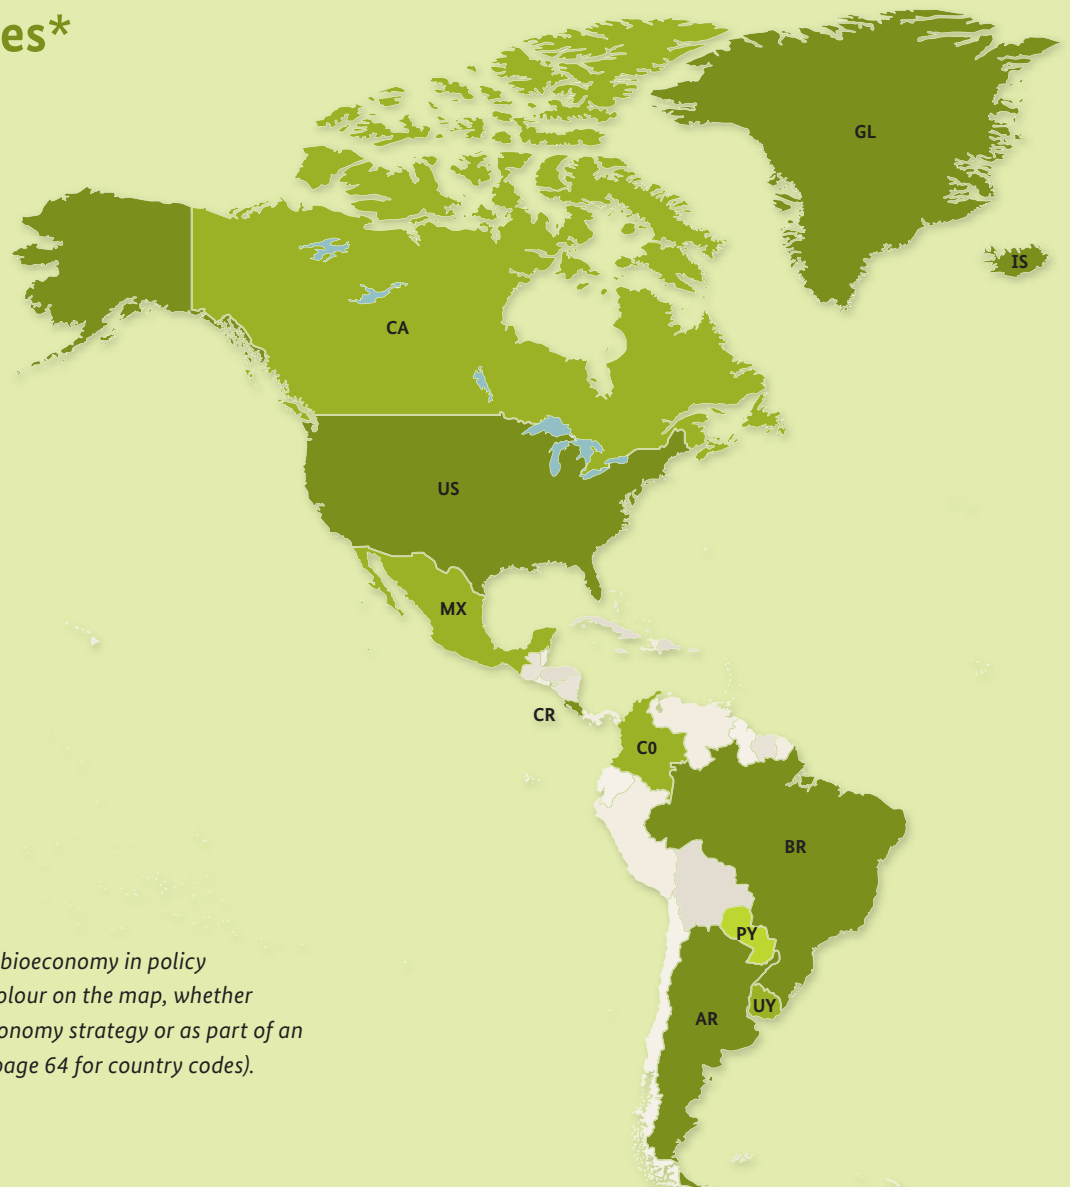 es*
GL
IS
CA
US
MX
CR
C0
BR
PY
UY
AR
bioeconomy in policy
olour on the map, whether
onomy strategy or as part of an
page 64 for country codes).